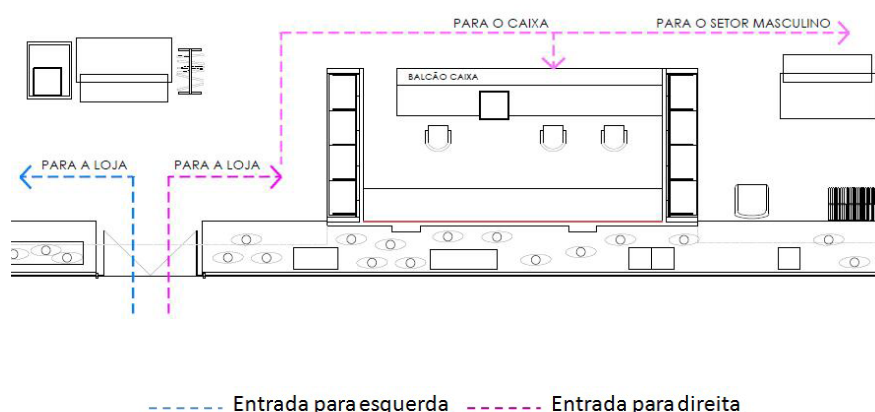 PARA O CAIXA
PARA O SETOR MASCULINO
BALCÃO CAIXA
PARA A LOJA
PARA A LOJA
Entrada para esquerda
Entrada para direita